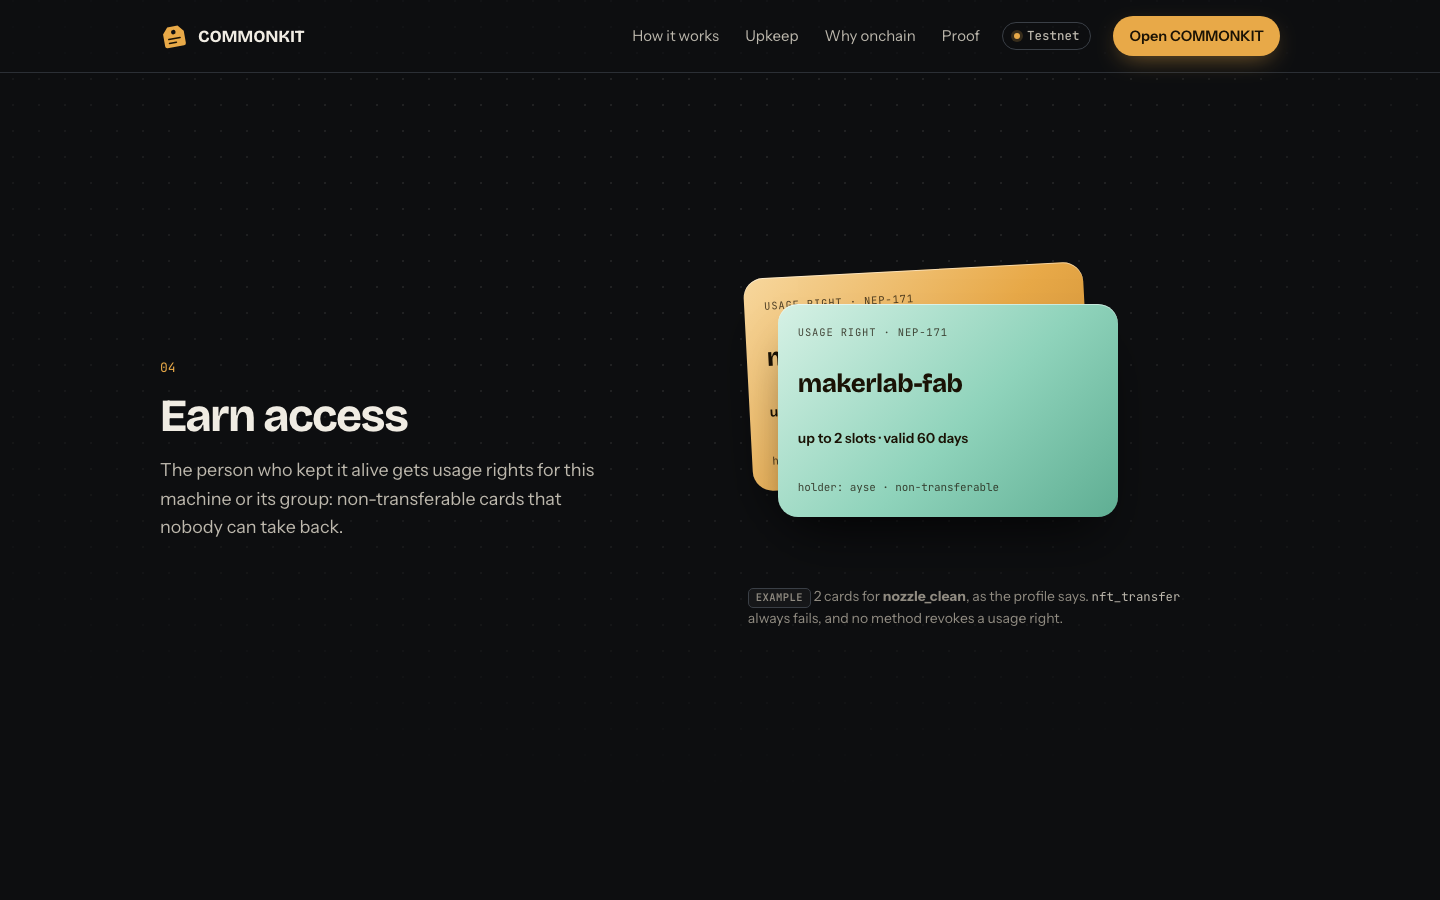 COMMONKIT
How it works
Upkeep
Why onchain
Proof
Testnet
Open COMMONKIT
04
Earn access
The person who kept it alive gets usage rights for this
machine or its group: non-transferable cards that
nobody can take back.
USAGE RIGHT · NEP-171
USAGE RIGHT · NEP-171
makerlab-fab
up to 2 slots · valid 60 days
holder: ayse · non-transferable
EXAMPLE 2 cards for nozzle_clean, as the profile says. nft_transfer
always fails, and no method revokes a usage right.